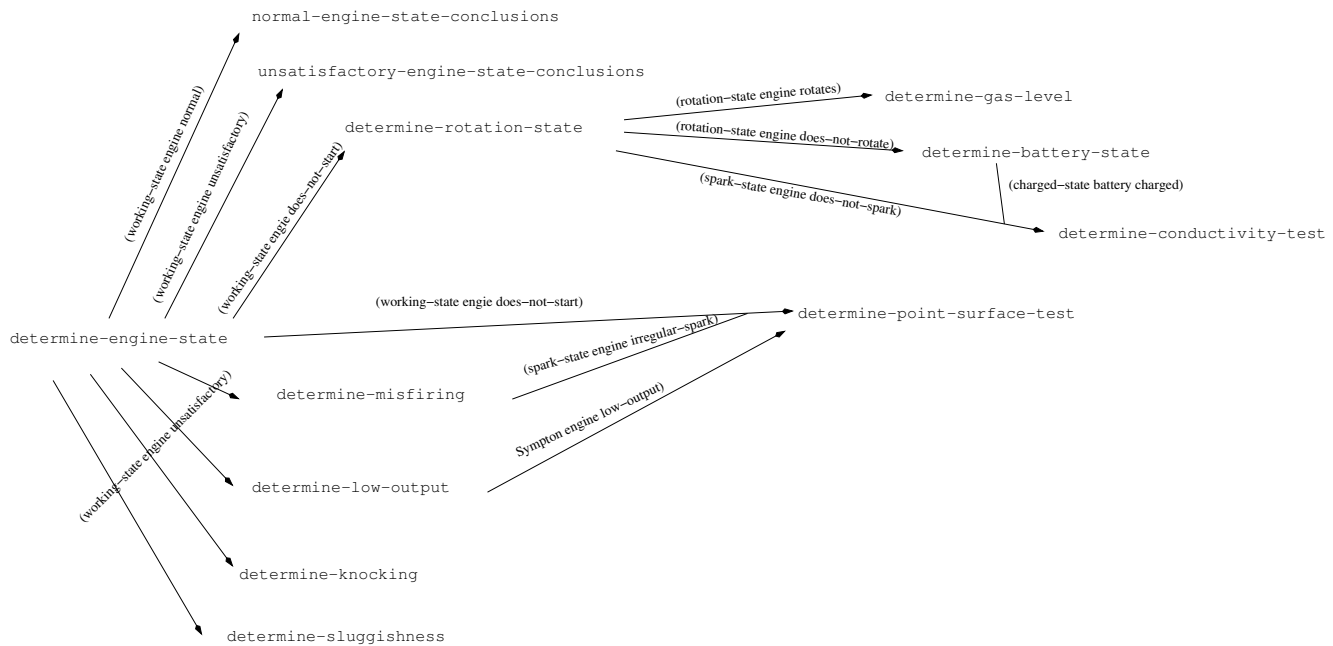 normal-engine-state-conclusions
unsatisfactory-engine-state-conclusions
(rotation-state engine rotates)
determine-gas-level
(working-state engine normal)
(working-state engine unsatisfactory)
determine-rotation-state
(rotation-state engine does-not-rotate)
determine-battery-state
(working-state engie does-not-start)
(spark-state engine does-not-spark)
(charged-state battery charged)
determine-conductivity-test
(working-state engie does-not-start)
determine-point-surface-test
determine-engine-state
(spark-state engine irregular-spark)
determine-misfiring
(working-state engine unsatisfactory)
Sympton engine low-output)
determine-low-output
determine-knocking
determine-sluggishness